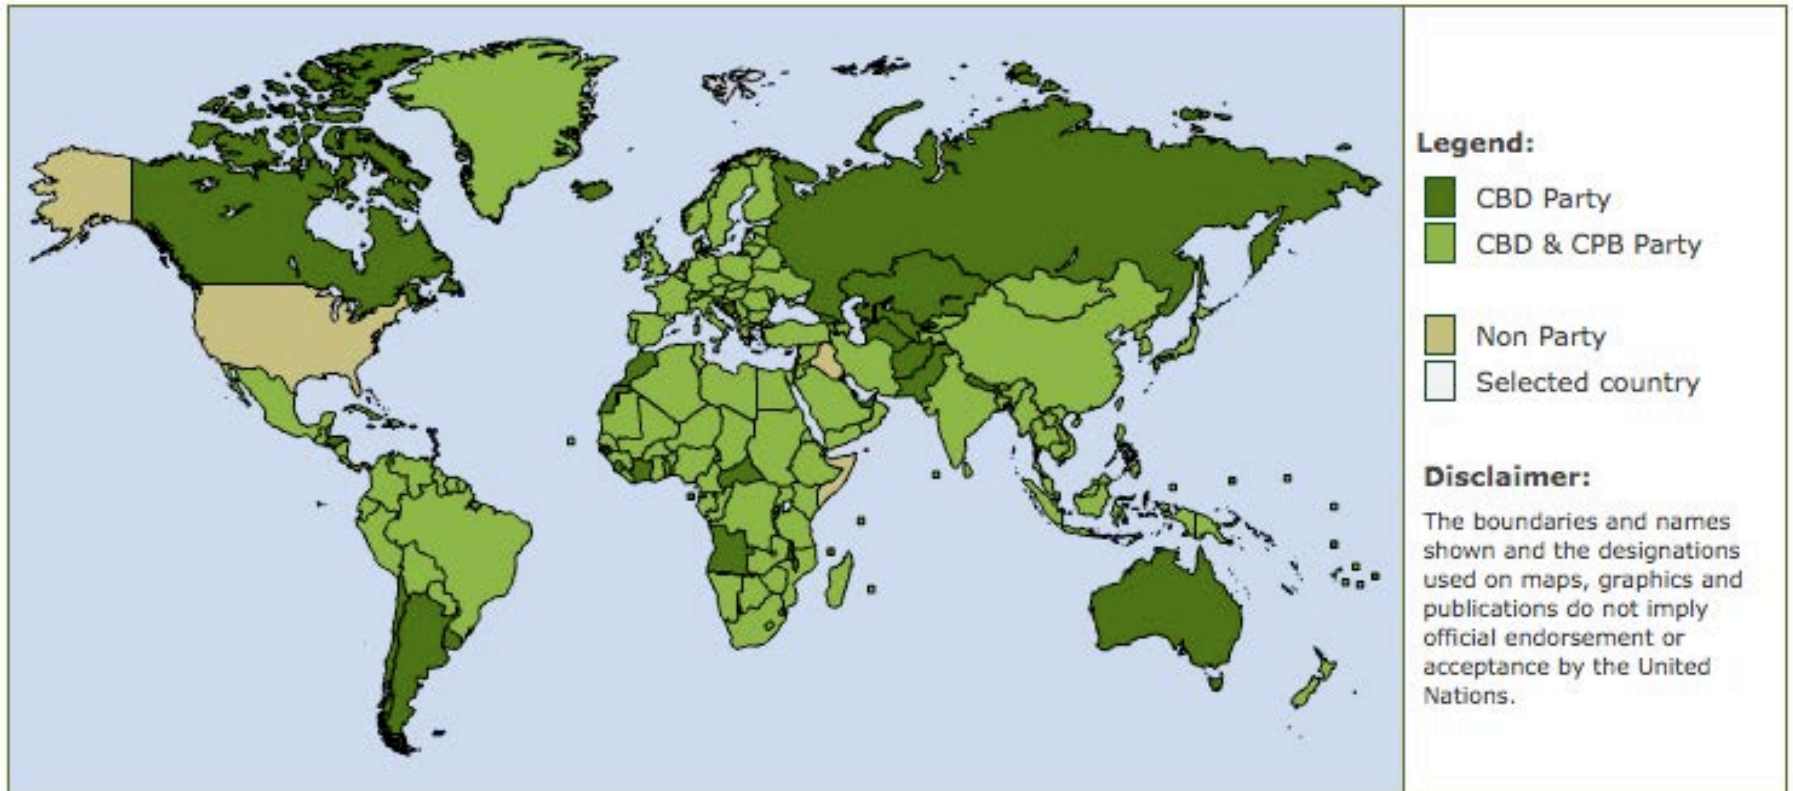 Legend:
CBD Party
CBD & CPB Party
Non Party
Selected country
Disclaimer:
The boundaries and names
shown and the designations
used on maps, graphics and
publications do not imply
official endorsement or
acceptance by the United
Nations.